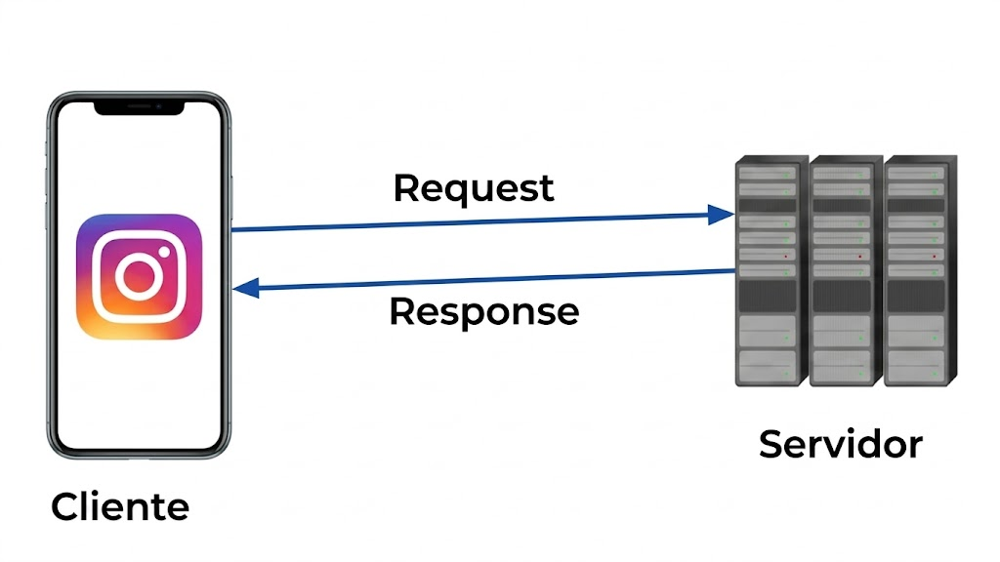 Request
Response
Servidor
Cliente